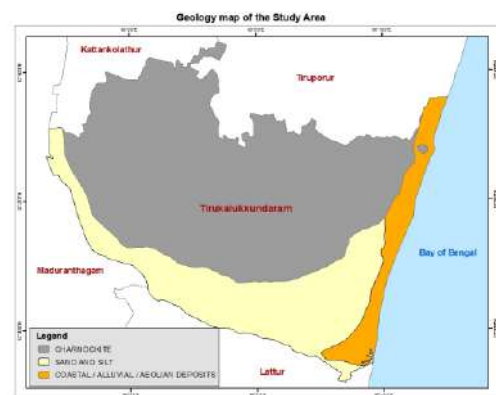 Geology map of the Study Area
Kattankolathur
Tiruporur
Tirukalukkundaram
Bay of Bengal
Maduranthagam
Lattur
Legend
CHARNOCKITE
SAND AND SILT
COASTAL / ALLUVIAL / AEOLIAN DEPOSITE